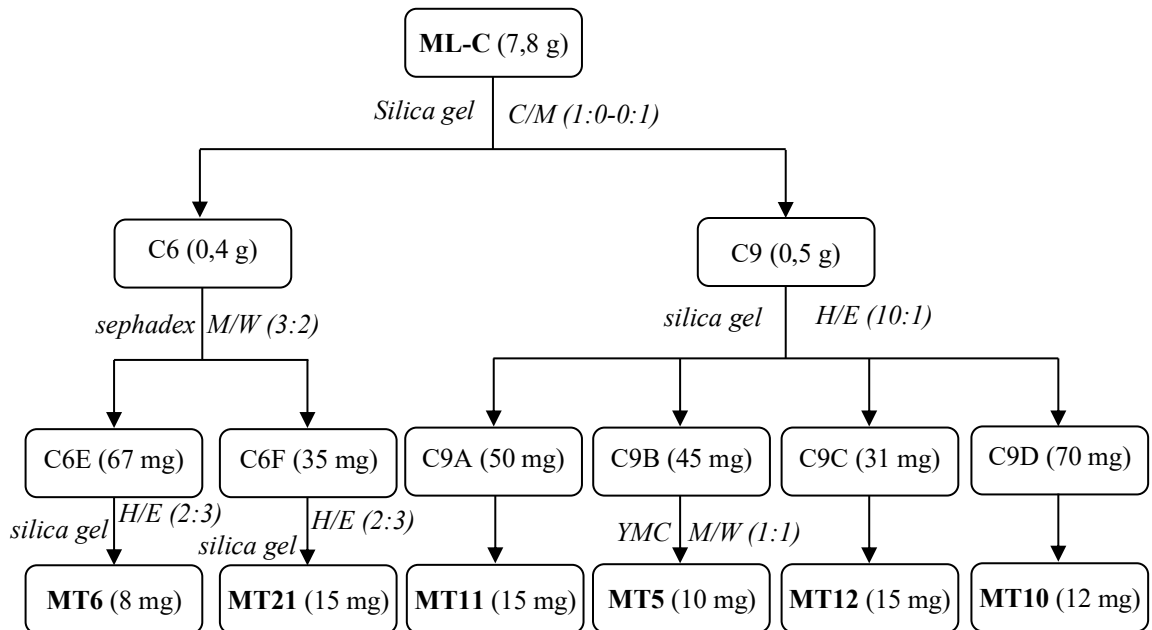 ML-C (7,8 g)
Silica gel C/M (1:0-0:1)
C6 (0,4 g) C9 (0,5 g)
sephadex M/W (3:2) silica gel H/E (10:1)
C6E (67 mg) C6F (35 mg) C9A (50 mg) C9B (45 mg) C9C (31 mg) C9D (70 mg)
silica gel H/E (2:3) silica gel H/E (2:3) YMC M/W (1:1)
MT6 (8 mg) MT21 (15 mg) MT11 (15 mg) MT5 (10 mg) MT12 (15 mg) MT10 (12 mg)